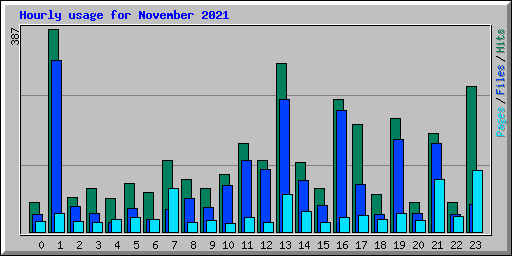 Hourly usage for November 2021
387
Pages/Files/Hits
0 1 2 3 4 5 6 7 8 9 10 11 12 13 14 15 16 17 18 19 20 21 22 23